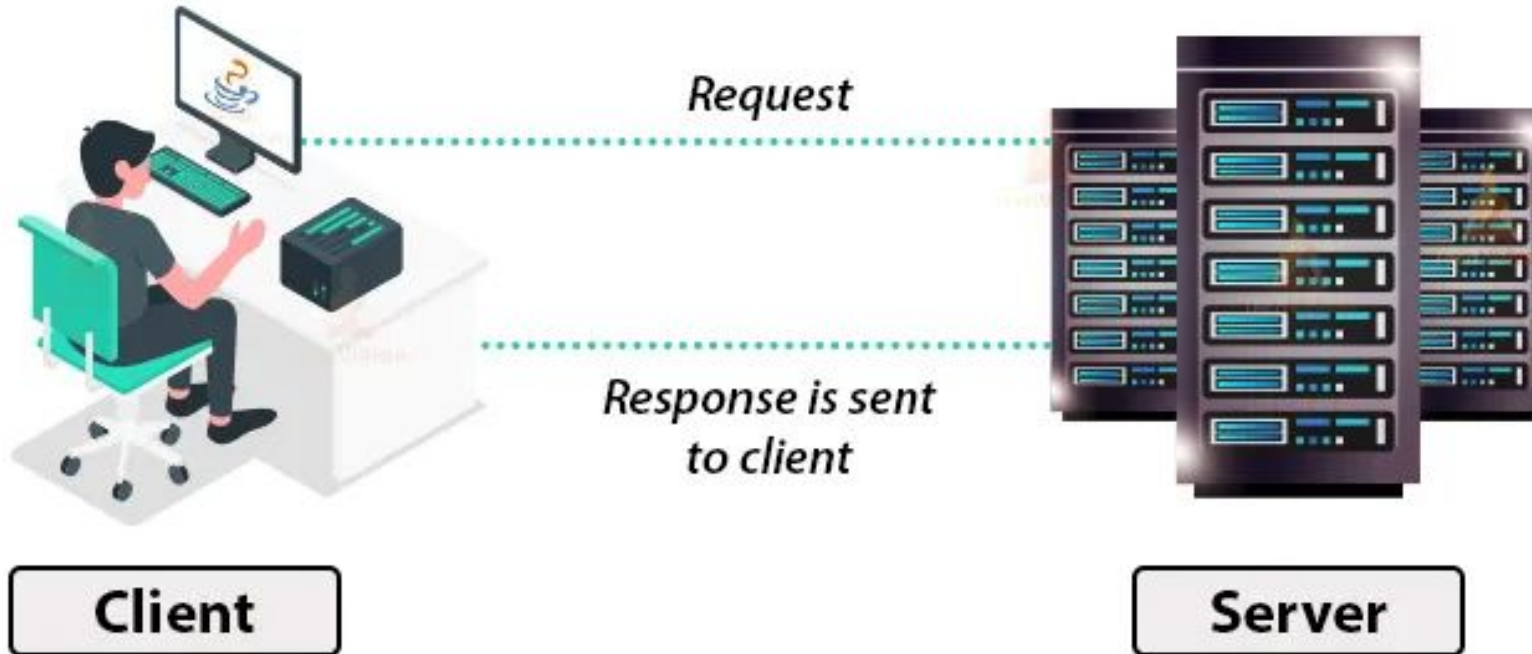 Request
Response is sent
to client
Client
Server